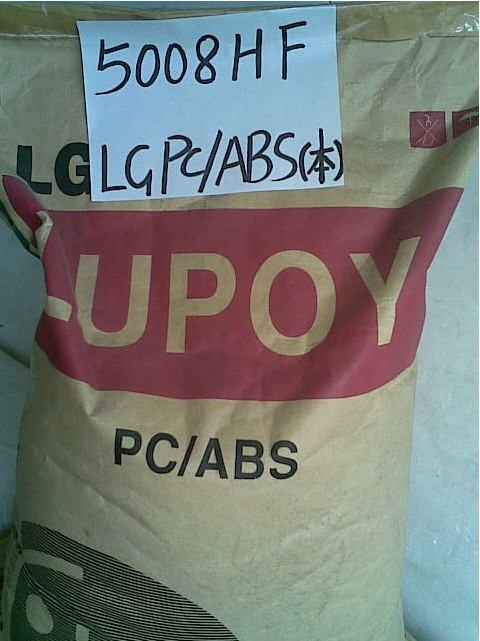 5008HF
LG PC/ABS(本)
LG
LUPOY
PC/ABS